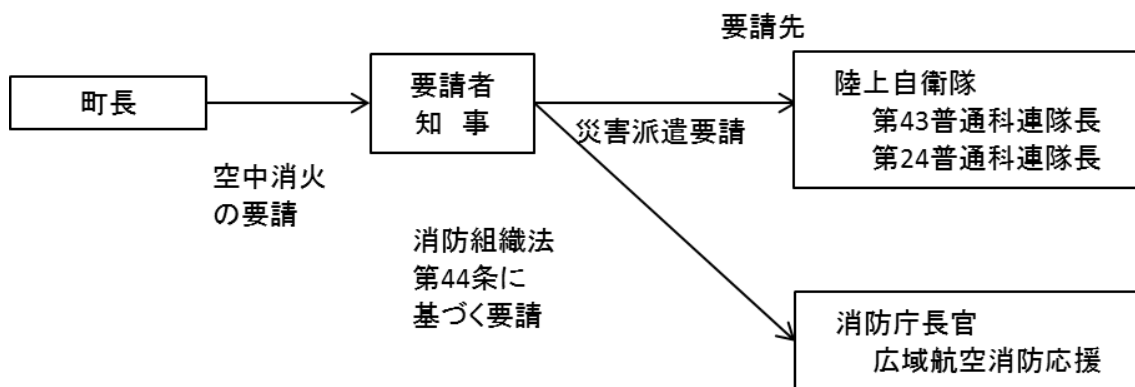 要請先
町長
要請者
知 事
陸上自衛隊
第43普通科連隊長
第24普通科連隊長
災害派遣要請
空中消火
の要請
消防組織法
第44条に
基づく要請
消防庁長官
広域航空消防応援